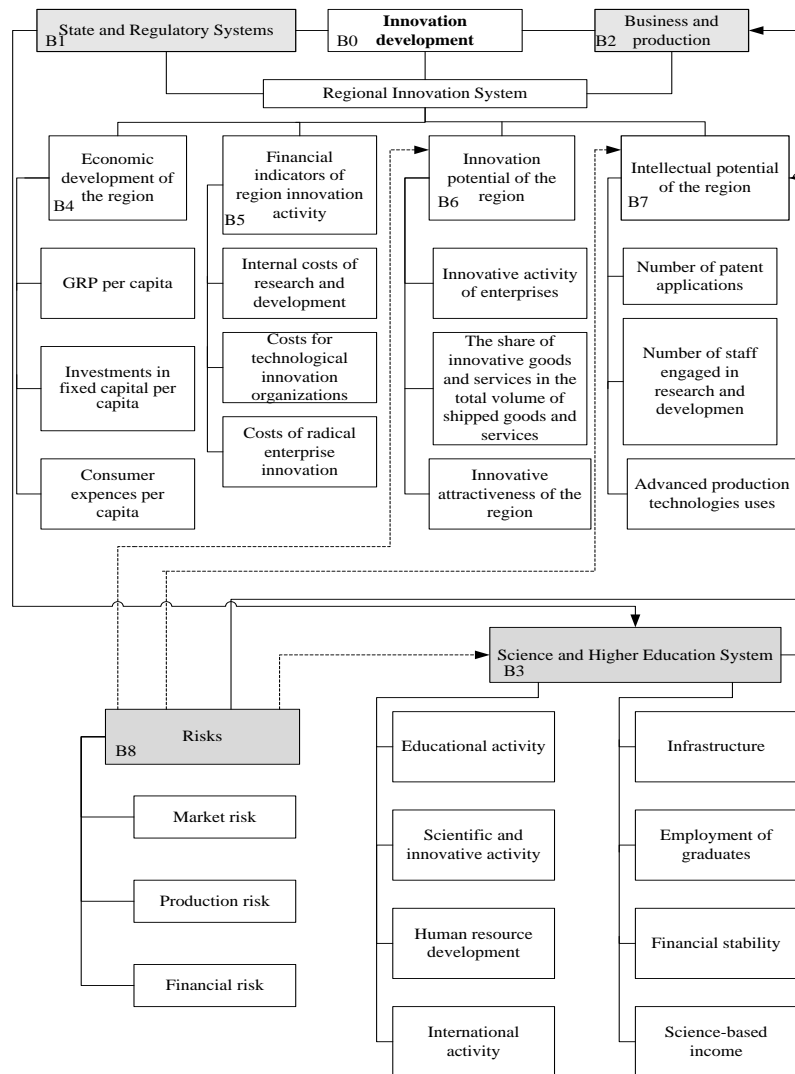 State and Regulatory Systems
B1
Innovation
development
B0
Business and
production
B2
Regional Innovation System
Economic
development of
the region
B4
Financial
indicators of
region innovation
activity
B5
Innovation
potential of the
region
B6
Intellectual potential
of the region
B7
GRP per capita
Investments in
fixed capital per
capita
Consumer
expences per
capita
Internal costs of
research and
development
Costs for
technological
innovation
organizations
Costs of radical
enterprise
innovation
Innovative activity
of enterprises
The share of
innovative goods
and services in the
total volume of
shipped goods and
services
Innovative
attractiveness of the
region
Number of patent
applications
Number of staff
engaged in
research and
developmen
Advanced production
technologies uses
Science and Higher Education System
B3
Risks
B8
Market risk
Production risk
Financial risk
Educational activity
Scientific and
innovative activity
Human resource
development
International
activity
Infrastructure
Employment of
graduates
Financial stability
Science-based
income